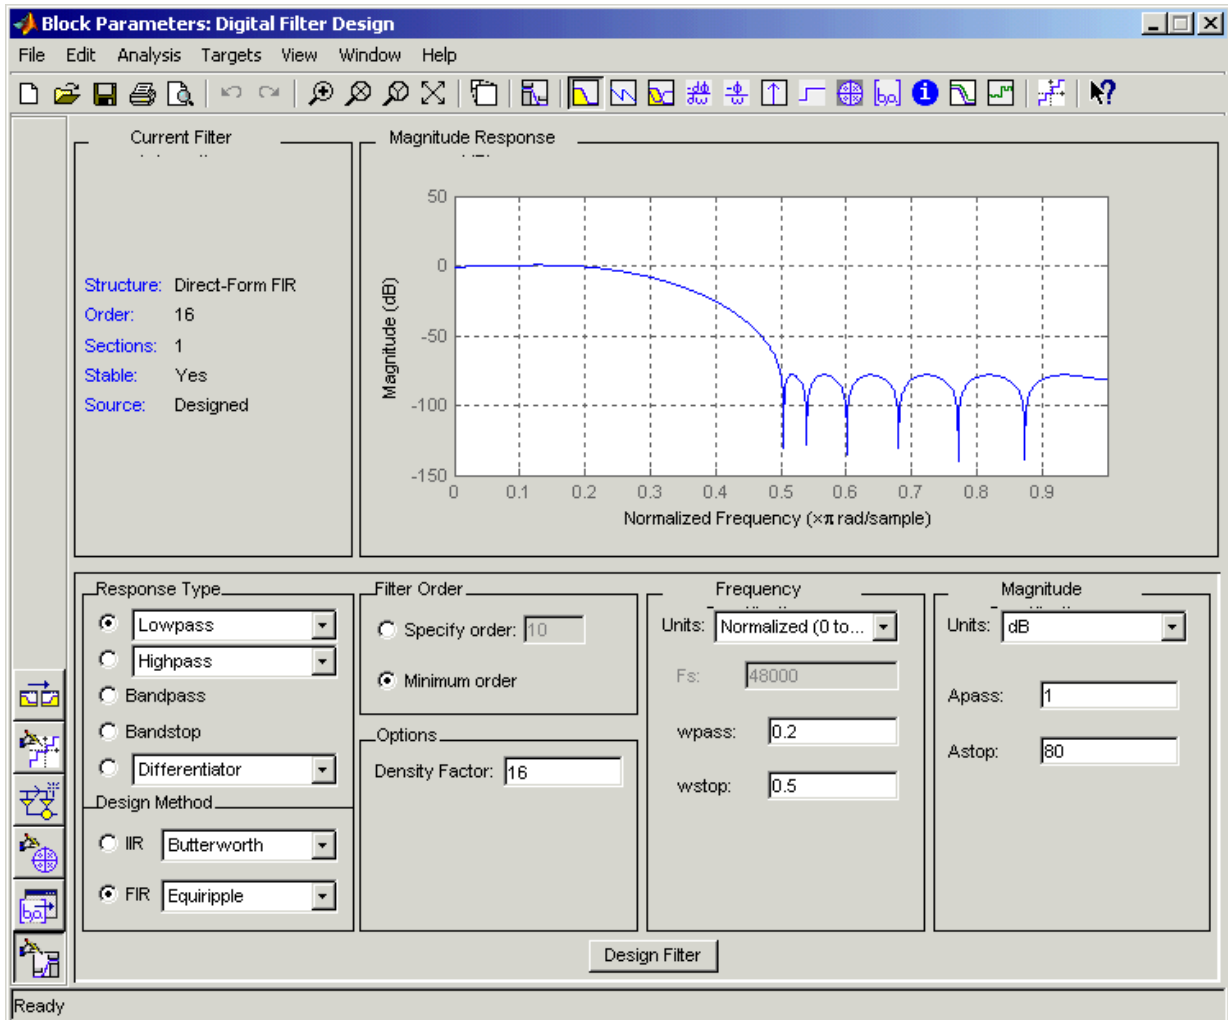 Block Parameters: Digital Filter Design
File Edit Analysis Targets View Window Help
Current Filter
Structure: Direct-Form FIR
Order: 16
Sections: 1
Stable: Yes
Source: Designed
Magnitude Response
50
0
-50
-100
-150
Magnitude (dB)
0 0.1 0.2 0.3 0.4 0.5 0.6 0.7 0.8 0.9
Normalized Frequency (×π rad/sample)
Response Type
Lowpass
Highpass
Bandpass
Bandstop
Differentiator
Design Method
IIR Butterworth
FIR Equiripple
Filter Order
Specify order: 10
Minimum order
Options
Density Factor: 16
Frequency
Units: Normalized (0 to...
Fs: 48000
wpass: 0.2
wstop: 0.5
Magnitude
Units: dB
Apass: 1
Astop: 80
Design Filter
Ready